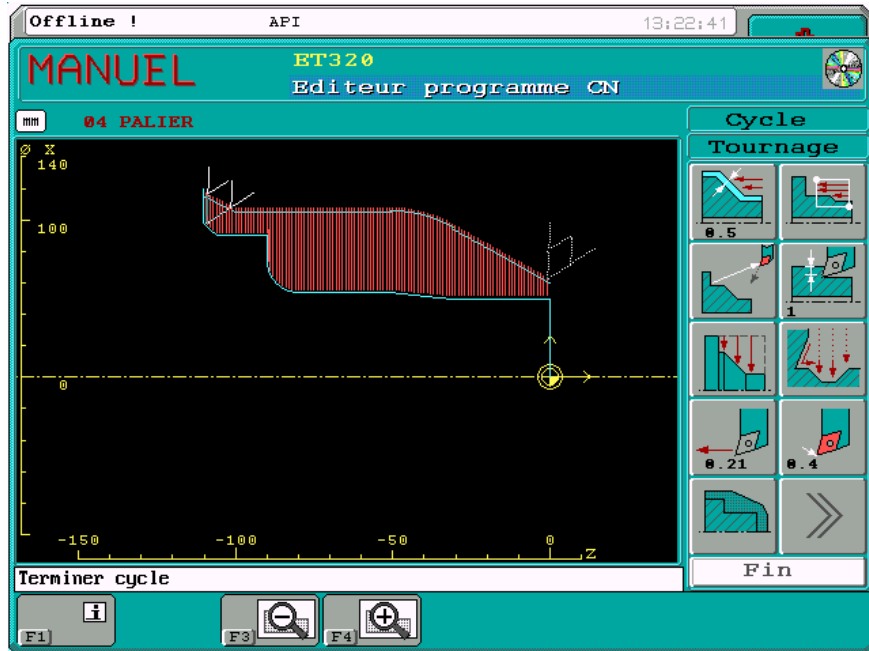 Offline ! API 13:22:41
MANUEL
ET320
Editeur programme CN
mm 04 PALIER
Cycle
Tournage
Ø X
140
100
0
-150 -100 -50 0
Z
0.5
1
0.21 0.4
Fin
Terminer cycle
F1 i F3 F4